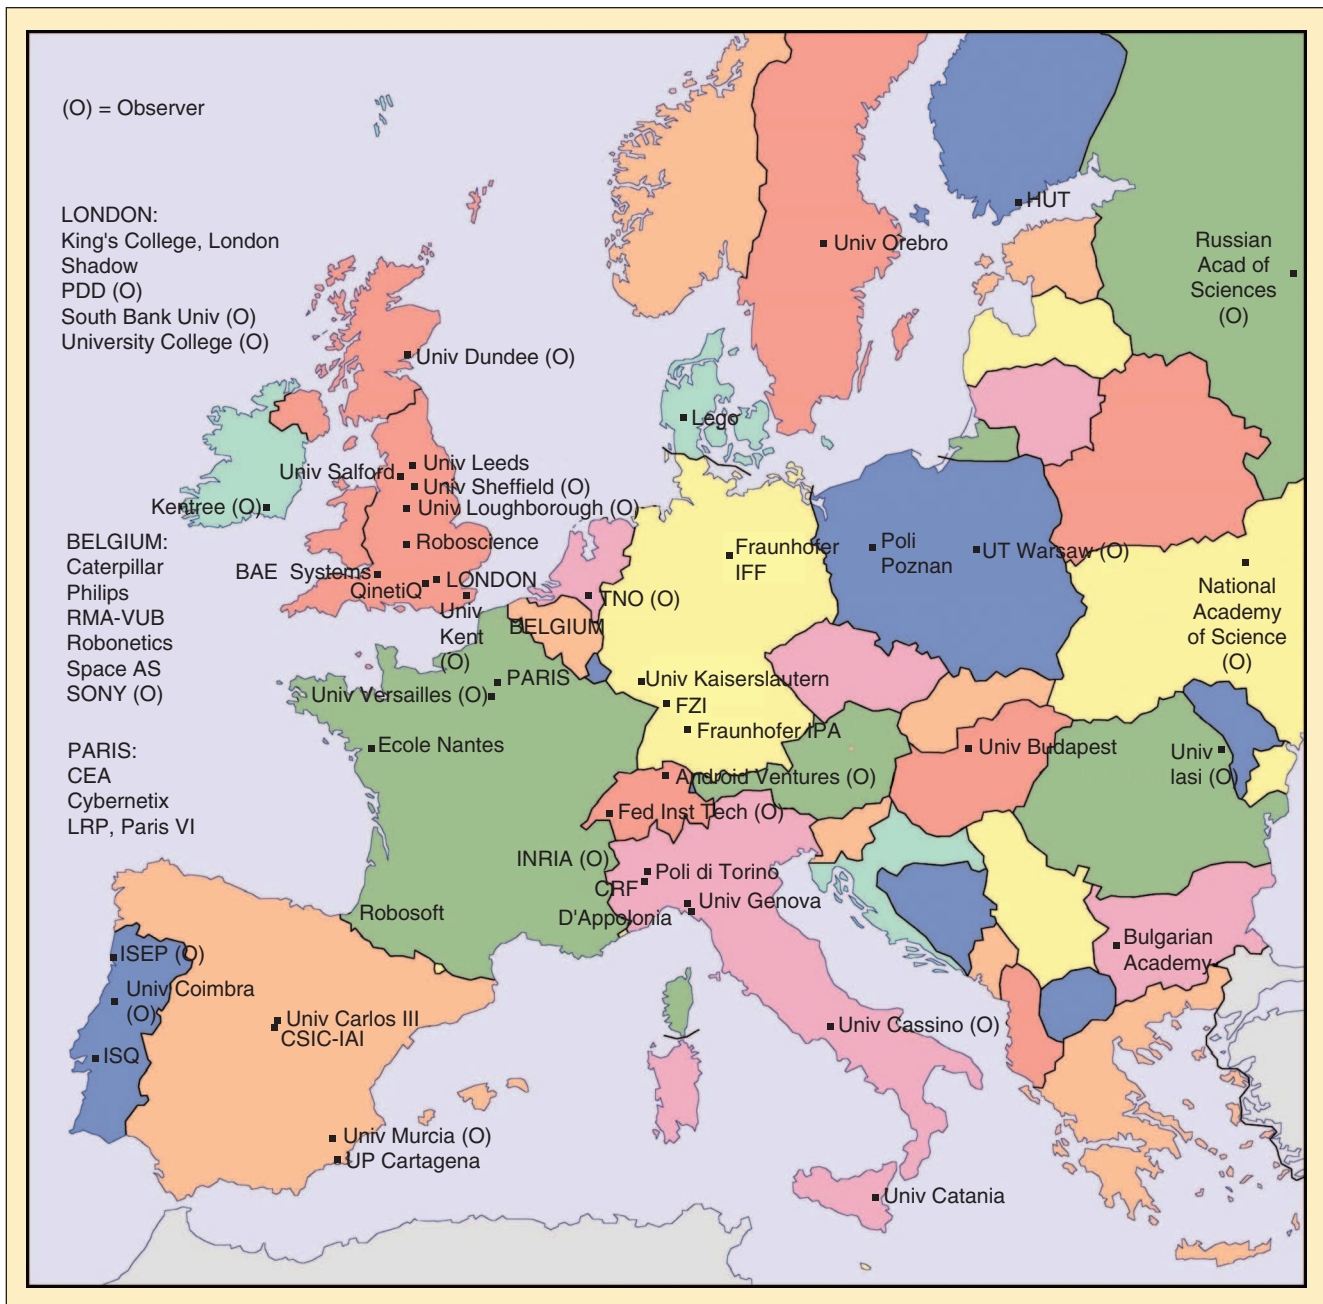 (O) = Observer
LONDON:
King's College, London
Shadow
PDD (O)
South Bank Univ (O)
University College (O)
HUT
Univ Orebro
Russian
Acad of
Sciences
(O)
Univ Dundee (O)
Lego
Univ Leeds
Univ Salford
Univ Sheffield (O)
Kentree (O)
Univ Loughborough (O)
BELGIUM:
Caterpillar
Philips
RMA-VUB
Robonetics
Space AS
SONY (O)
Roboscience
BAE Systems
QinetiQ
LONDON
Univ
Kent
(O)
TNO (O)
BELGIUM
Fraunhofer
IFF
Poli
Poznan
UT Warsaw (O)
National
Academy
of Science
(O)
PARIS
Univ Versailles (O)
Univ Kaiserslautern
FZI
Fraunhofer IPA
Ecole Nantes
Univ Budapest
Univ
Iasi (O)
PARIS:
CEA
Cybernetix
LRP, Paris VI
Android Ventures (O)
Fed Inst Tech (O)
INRIA (O)
Poli di Torino
CRF
Univ Genova
D'Appolonia
Robosoft
Bulgarian
Academy
ISEP (O)
Univ Coimbra
(O)
Univ Carlos III
CSIC-IAI
ISQ
Univ Cassino (O)
Univ Murcia (O)
UP Cartagena
Univ Catania